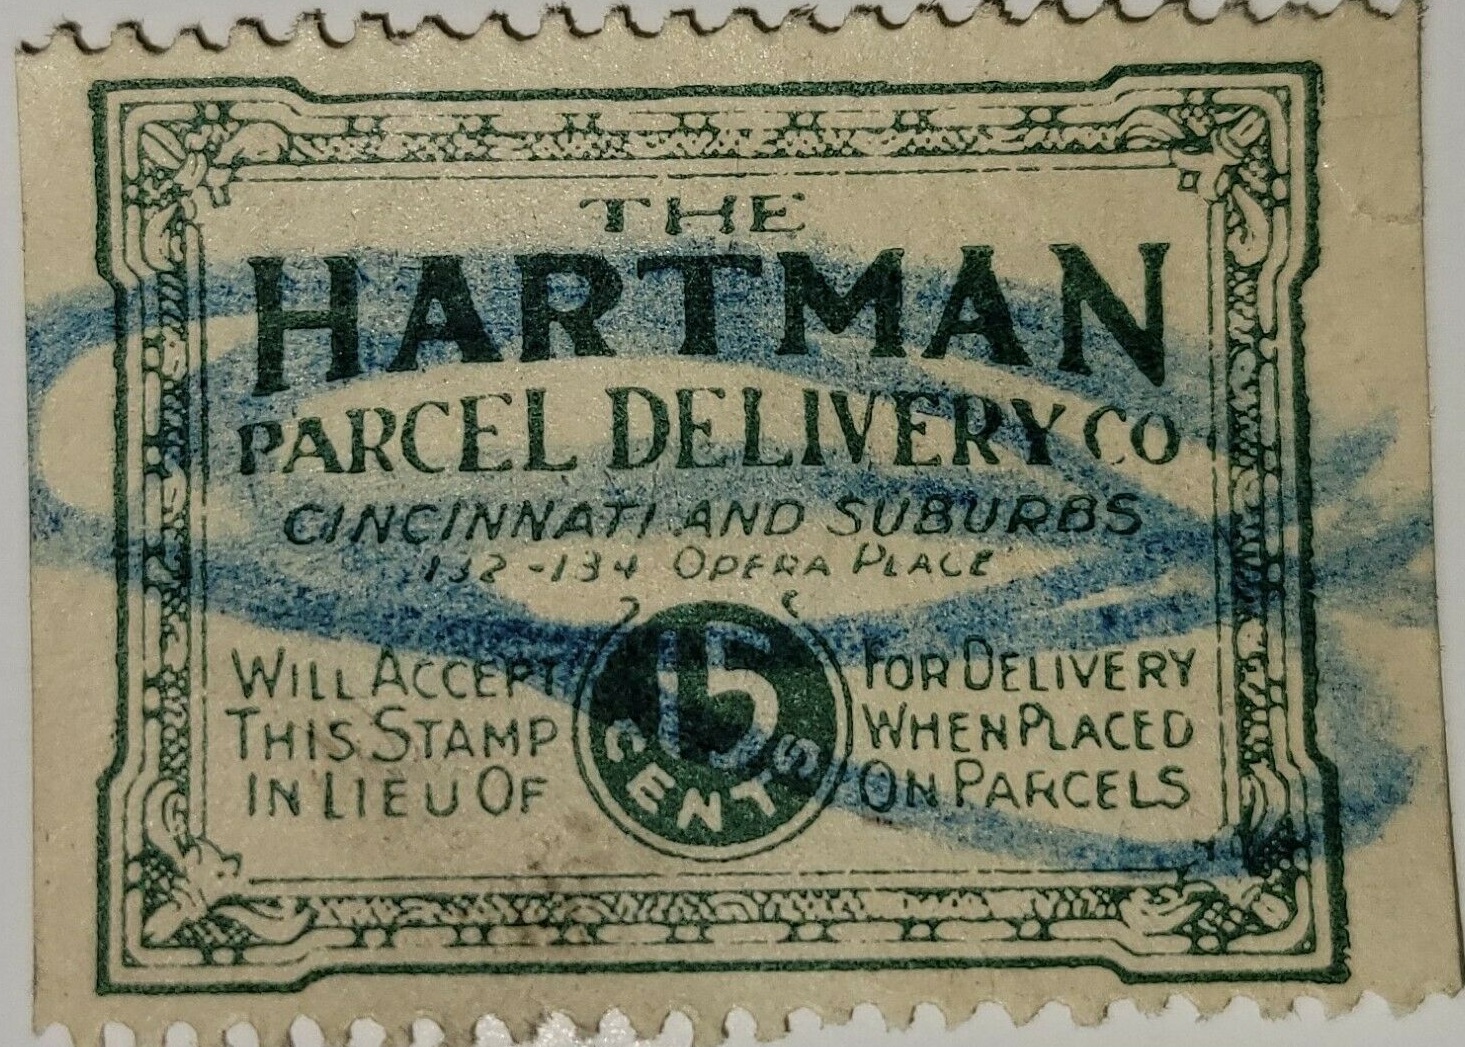 THE
HARTMAN
PARCEL DELIVERY CO
CINCINNATI AND SUBURBS
132-134 OPERA PLACE
WILL ACCEPT
THIS STAMP
IN LIEU OF
15
CENTS
FOR DELIVERY
WHEN PLACED
ON PARCELS